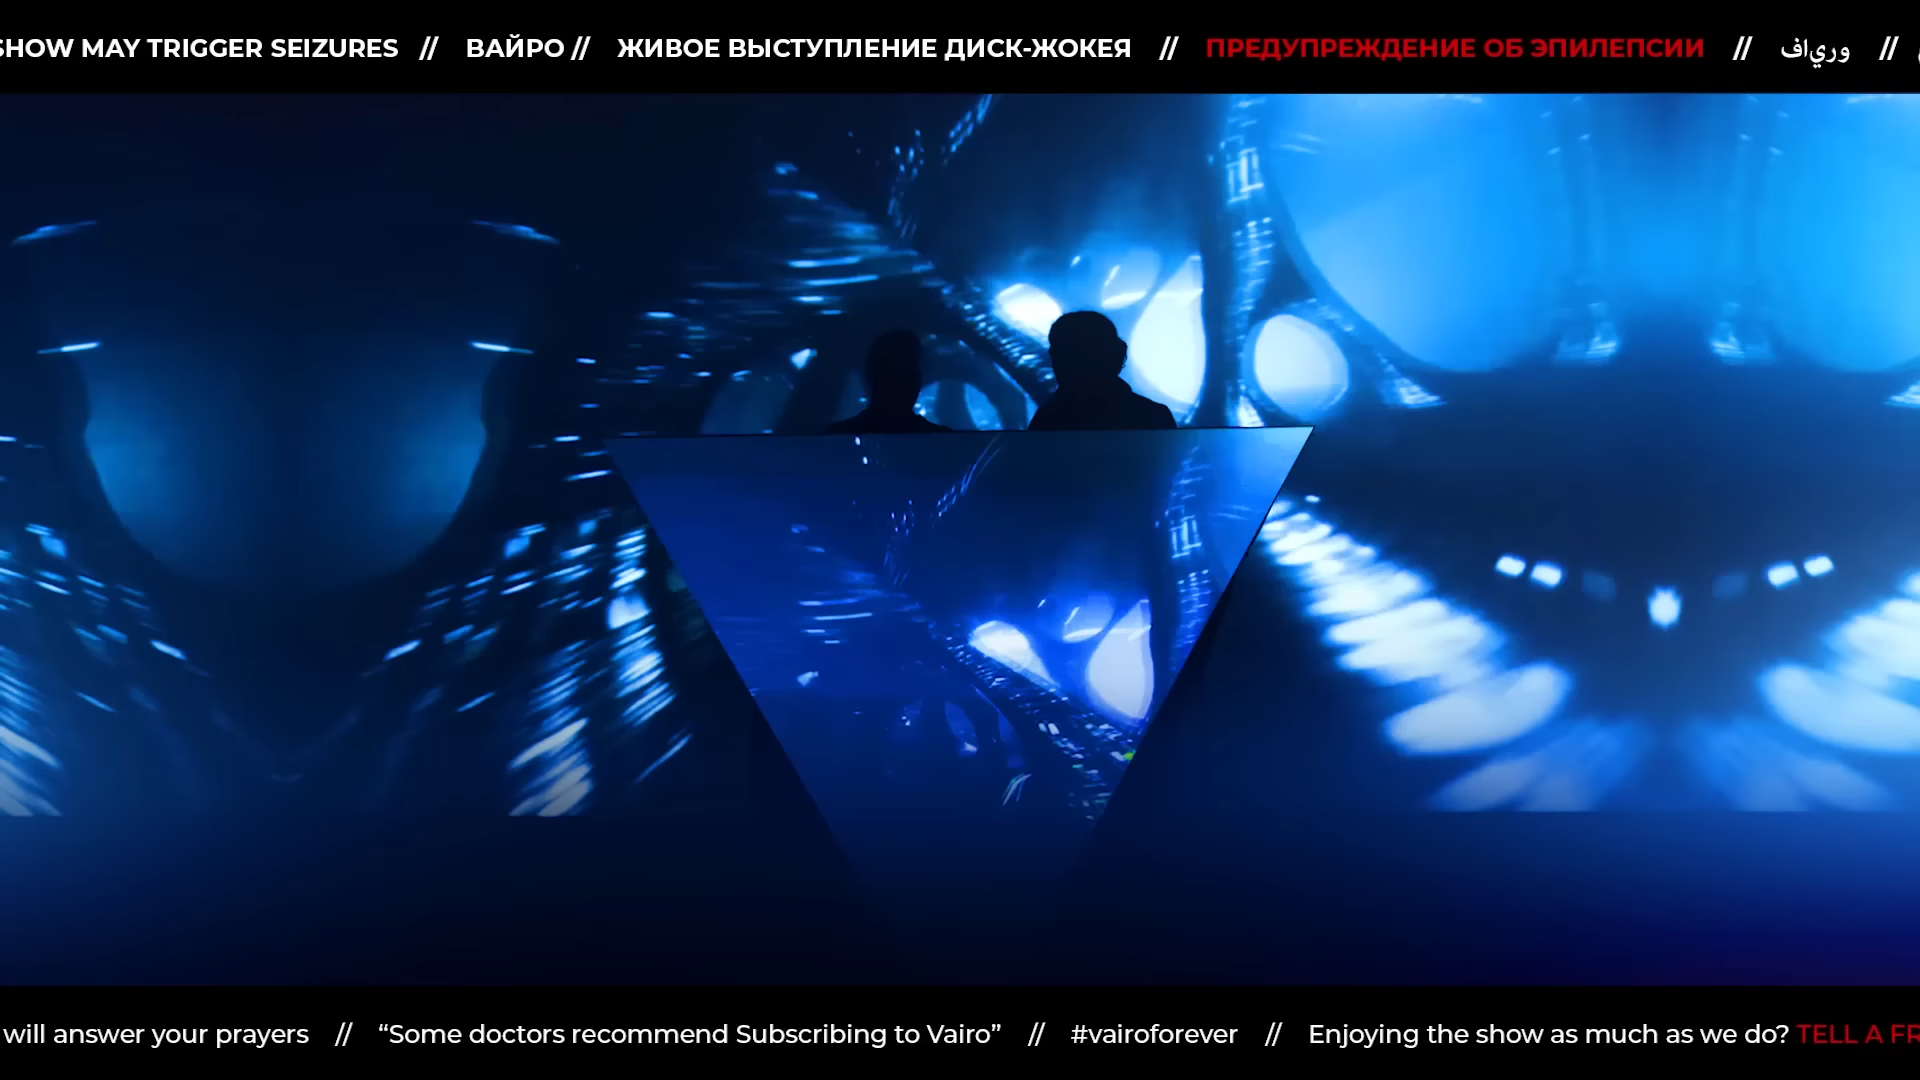 SHOW MAY TRIGGER SEIZURES // ВАЙРО // ЖИВОЕ ВЫСТУПЛЕНИЕ ДИСК-ЖОКЕЯ // ПРЕДУПРЕЖДЕНИЕ ОБ ЭПИЛЕПСИИ // ورياف //
will answer your prayers // “Some doctors recommend Subscribing to Vairo” // #vairoforever // Enjoying the show as much as we do? TELL A FR